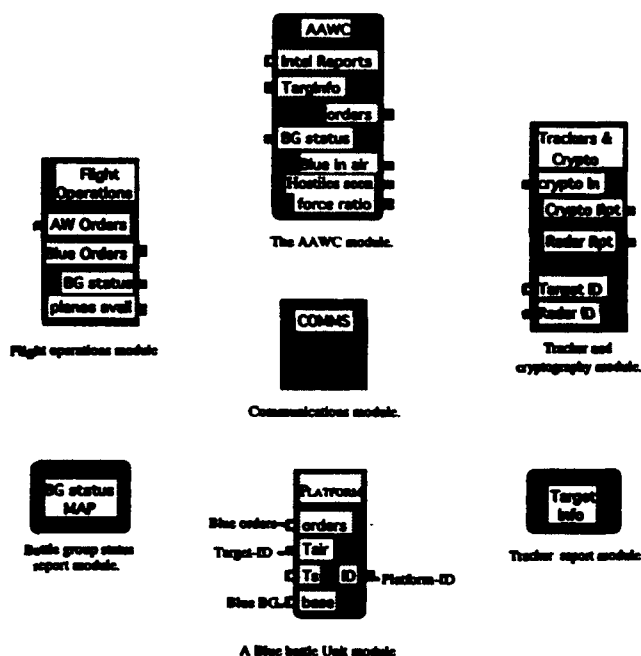 AAWC
Intel Reports
TargInfo
orders
BG status
Blue in air
Hostiles seen
force ratio
The AAWC module.
Flight
Operations
AW Orders
Blue Orders
BG status
planes avail
Flight operations module
Trackers &
Crypto
crypto in
Crypto Rpt
Radar Rpt
Target ID
Radar ID
Tracker and
cryptography module.
COMMS
Communications module.
BG status
MAP
Battle group status
report module.
PLATFORM
Blue orders
orders
Target-ID
Tair
Ts ID
Platform-ID
Blue BG
base
A Blue battle Unit module
Target
Info
Tracker report module